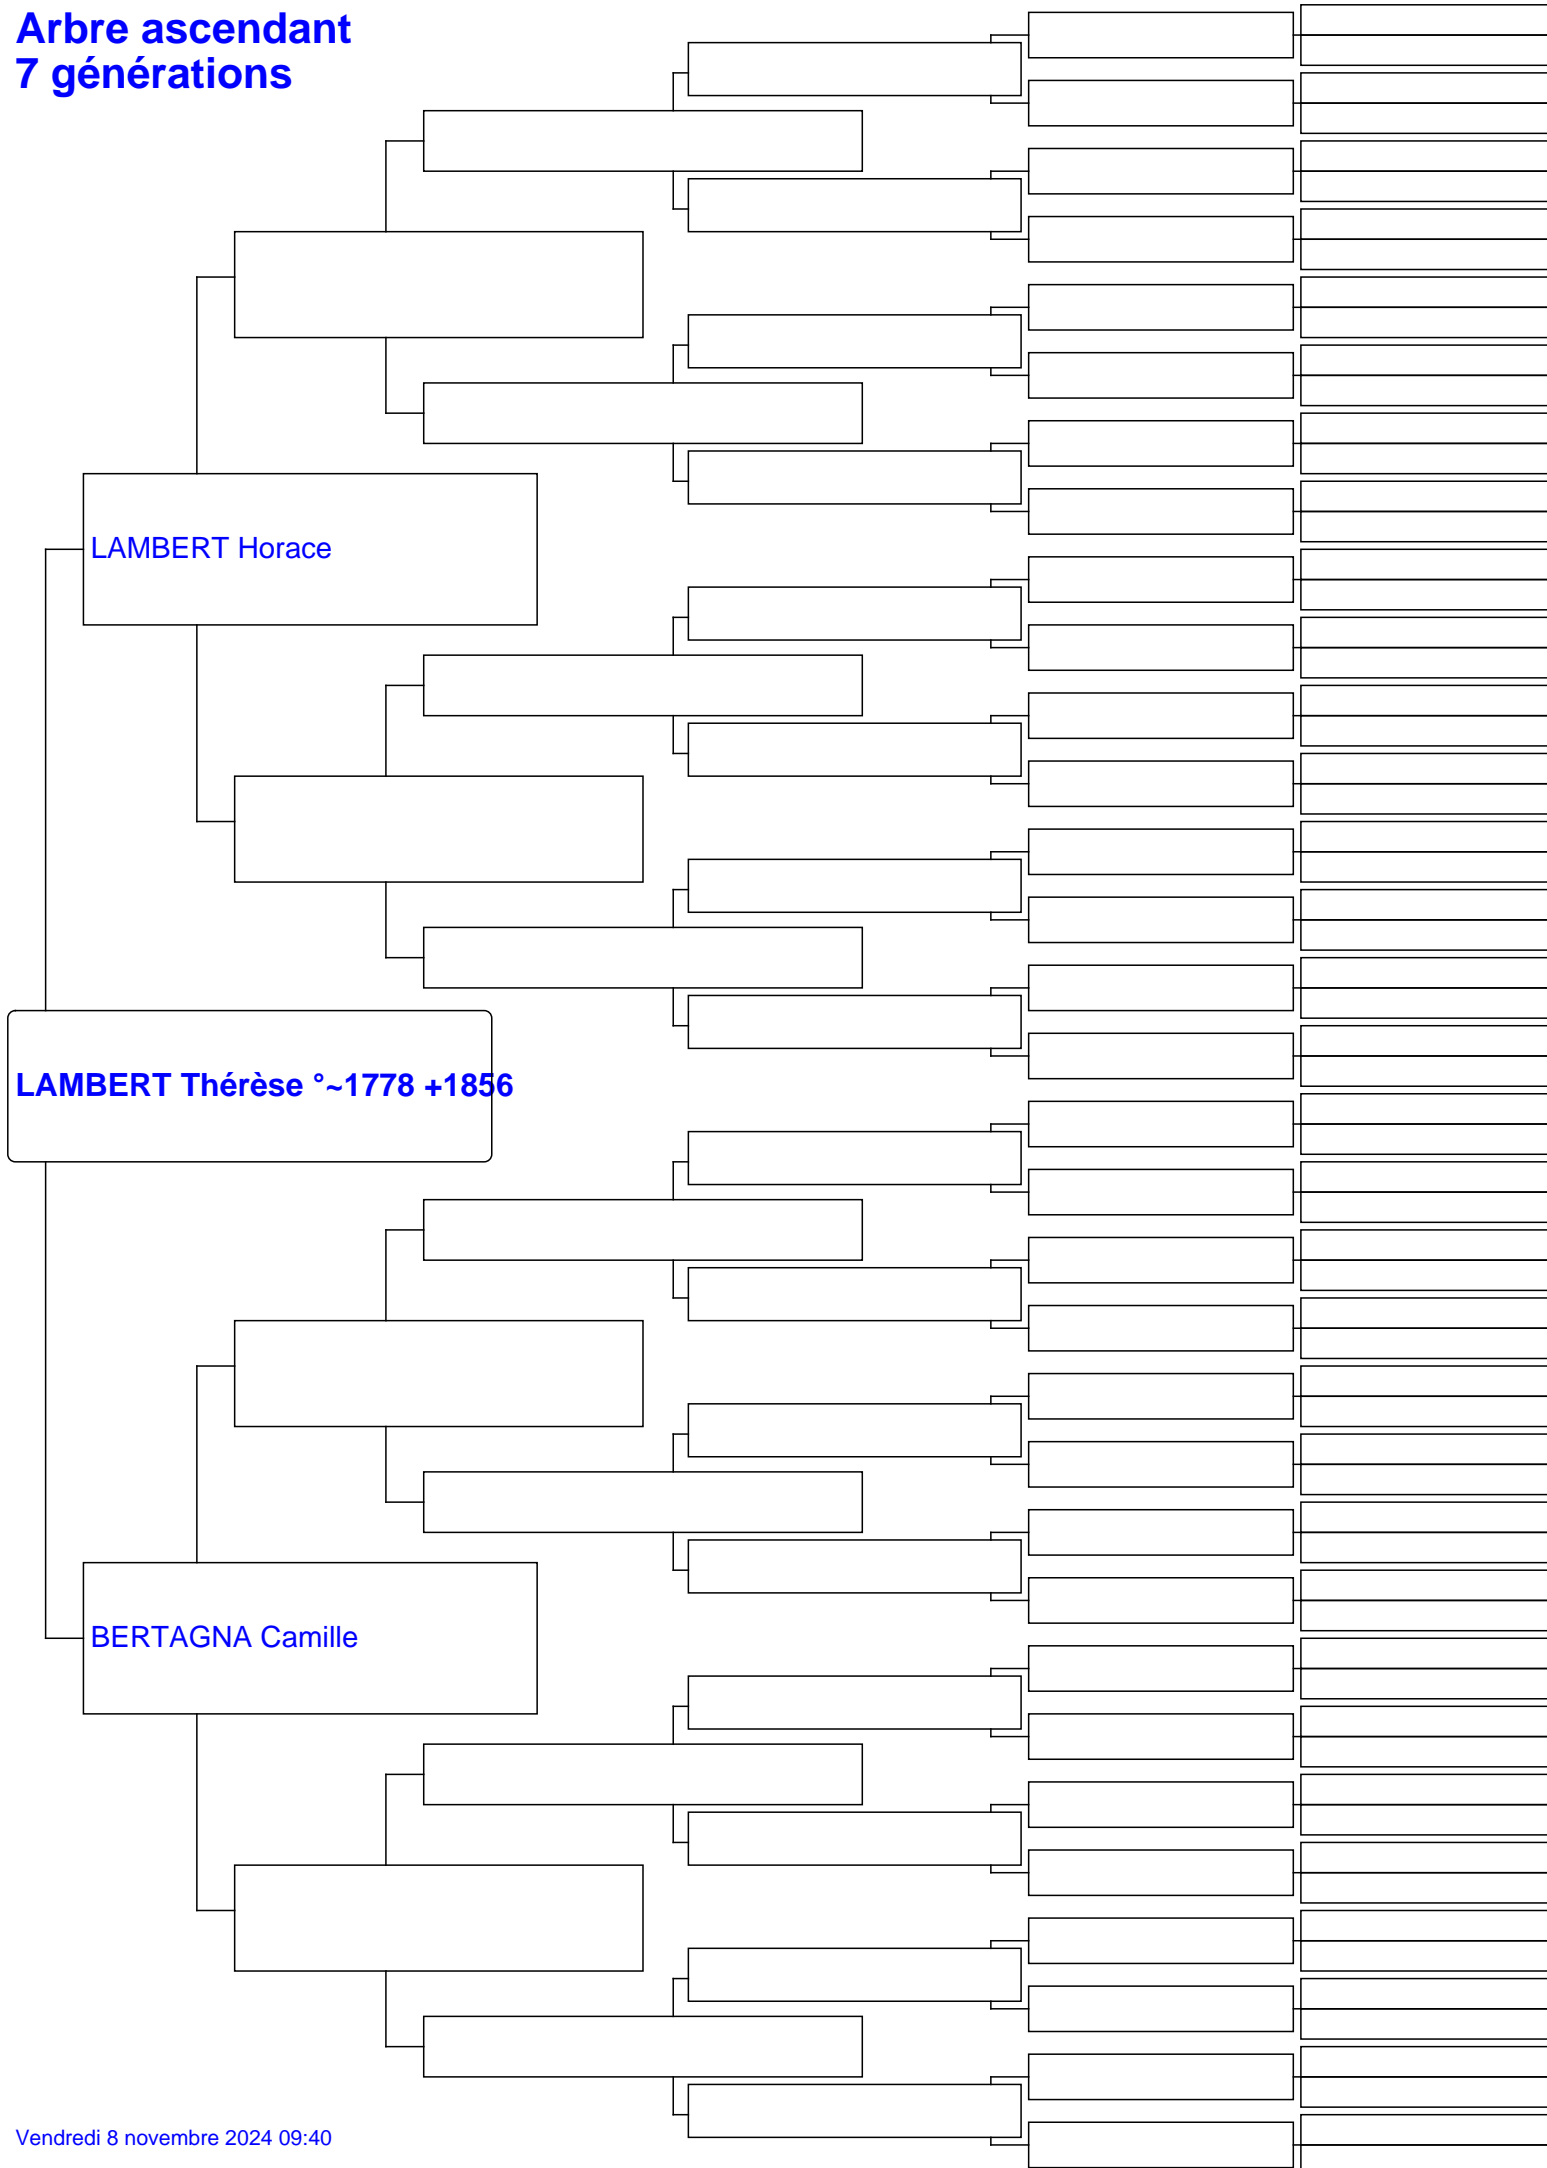 Arbre ascendant
7 générations
LAMBERT Horace
LAMBERT Thérèse °~1778 +1856
BERTAGNA Camille
Vendredi 8 novembre 2024 09:40